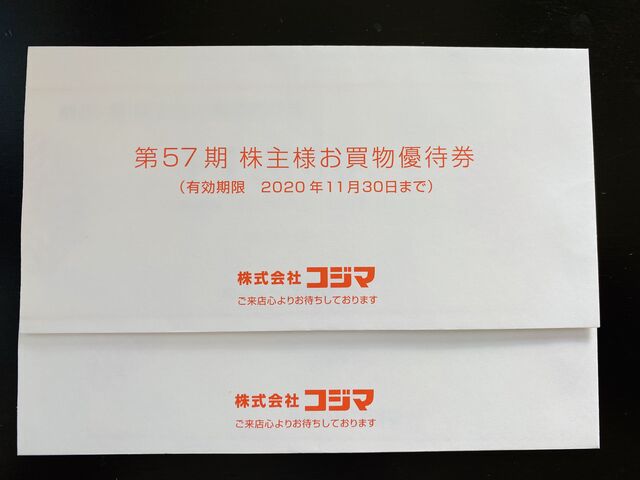 第57期 株主様お買物優待券
（有効期限　2020年11月30日まで）
株式会社 コジマ
ご来店心よりお待ちしております
株式会社 コジマ
ご来店心よりお待ちしております